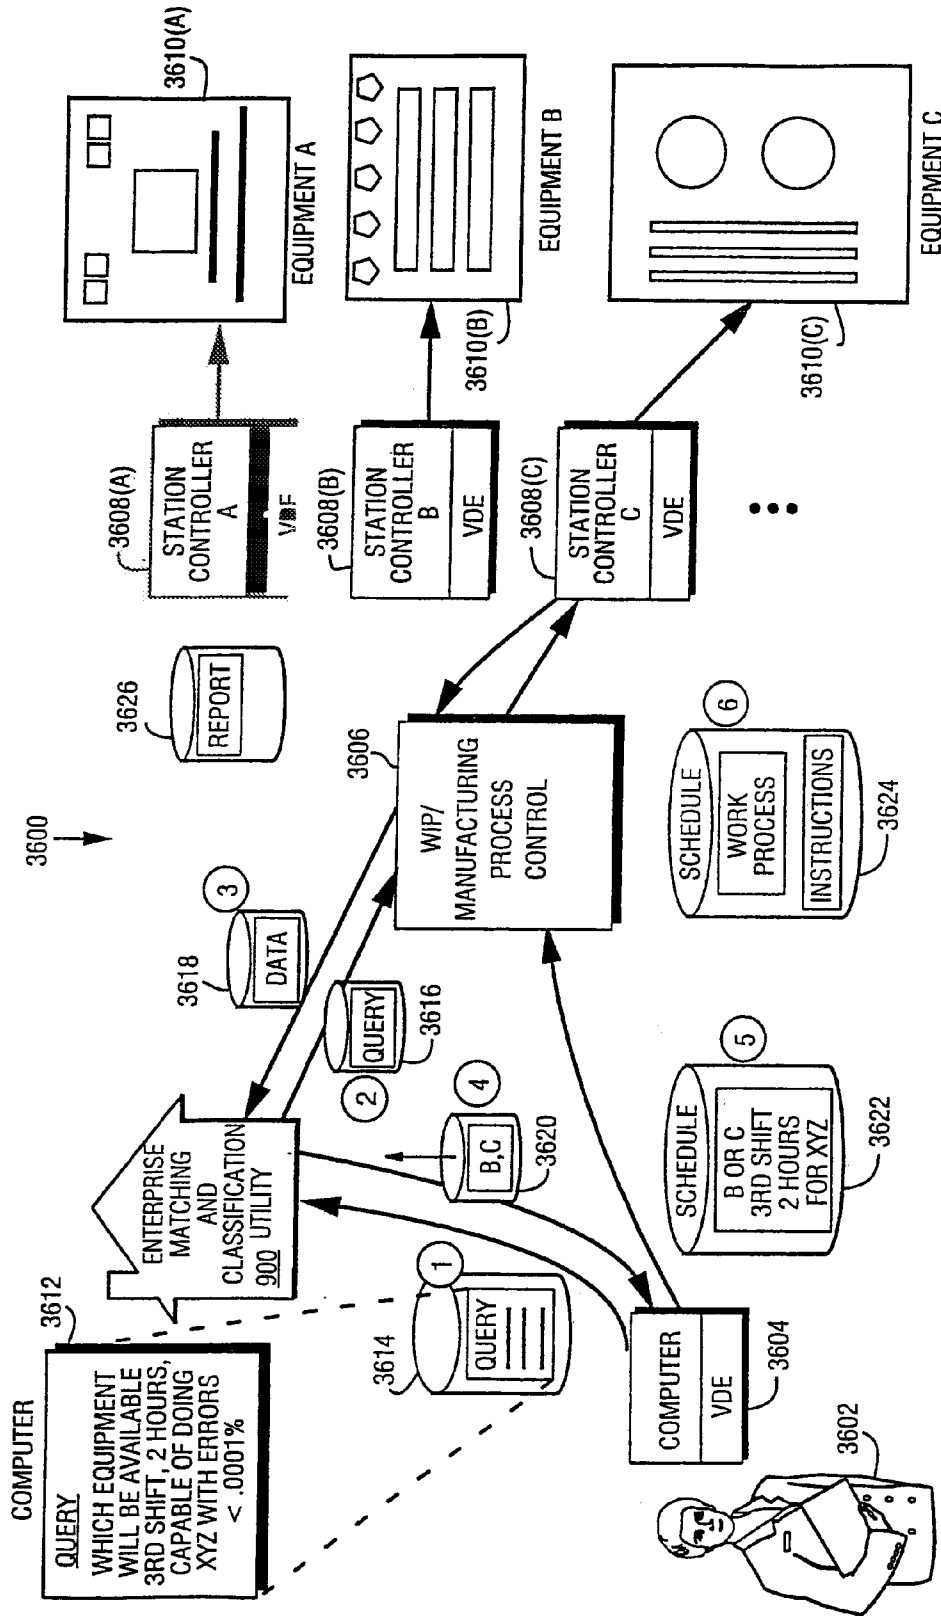 COMPUTER
3612
QUERY
WHICH EQUIPMENT
WILL BE AVAILABLE
3RD SHIFT, 2 HOURS,
CAPABLE OF DOING
XYZ WITH ERRORS
< .0001%
ENTERPRISE
MATCHING
AND
CLASSIFICATION
900 UTILITY
3600
3614
1
QUERY
3618
3
DATA
2
QUERY
3616
4
B,C
3620
COMPUTER
VDE
3604
3602
3606
WIP/
MANUFACTURING
PROCESS
CONTROL
3626
REPORT
5
SCHEDULE
B OR C
3RD SHIFT
2 HOURS
FOR XYZ
3622
6
SCHEDULE
WORK
PROCESS
INSTRUCTIONS
3624
3608(A)
STATION
CONTROLLER
A
3608(B)
STATION
CONTROLLER
B
VDE
3608(C)
STATION
CONTROLLER
C
VDE
3610(A)
EQUIPMENT A
EQUIPMENT B
3610(B)
3610(C)
EQUIPMENT C